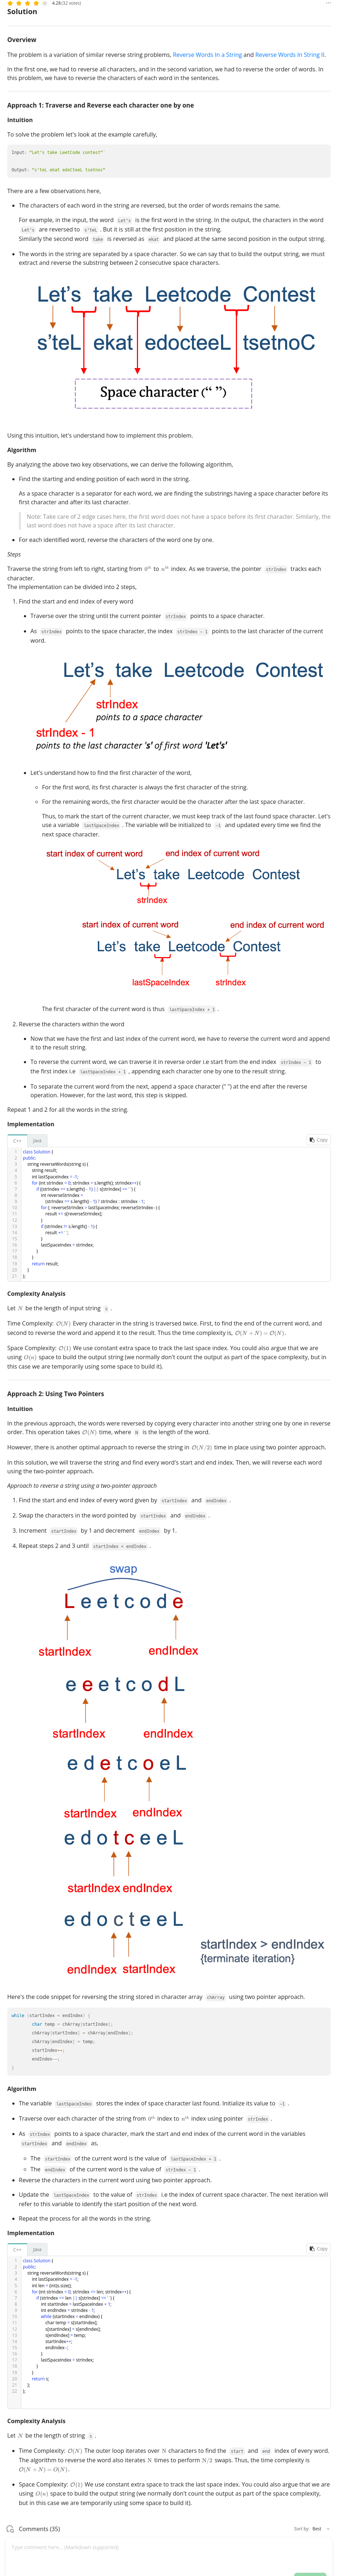 4.28 (32 votes)
Solution
Overview
The problem is a variation of similar reverse string problems, Reverse Words In a String and Reverse Words In String II.
In the first one, we had to reverse all characters, and in the second variation, we had to reverse the order of words. In
this problem, we have to reverse the characters of each word in the sentences.
Approach 1: Traverse and Reverse each character one by one
Intuition
To solve the problem let's look at the example carefully,
Input: "Let's take LeetCode contest"
Output: "s'teL ekat edoCteeL tsetnoc"
There are a few observations here,
The characters of each word in the string are reversed, but the order of words remains the same.
For example, in the input, the word Let's is the first word in the string. In the output, the characters in the word
Let's are reversed to s'teL . But it is still at the first position in the string.
Similarly the second word take is reversed as ekat and placed at the same second position in the output string.
The words in the string are separated by a space character. So we can say that to build the output string, we must
extract and reverse the substring between 2 consecutive space characters.
Let's take Leetcode Contest
s'teL ekat edocteeL tsetnoC
Space character(“ ”)
Using this intuition, let's understand how to implement this problem.
Algorithm
By analyzing the above two key observations, we can derive the following algorithm,
Find the starting and ending position of each word in the string.
As a space character is a separator for each word, we are finding the substrings having a space character before its
first character and after its last character.
Note: Take care of 2 edge cases here, the first word does not have a space before its first character. Similarly, the
last word does not have a space after its last character.
For each identified word, reverse the characters of the word one by one.
Steps
Traverse the string from left to right, starting from 0th to nth index. As we traverse, the pointer strIndex tracks each
character.
The implementation can be divided into 2 steps,
1. Find the start and end index of every word
Traverse over the string until the current pointer strIndex points to a space character.
As strIndex points to the space character, the index strIndex - 1 points to the last character of the current
word.
Let's take Leetcode Contest
strIndex
points to a space character
strIndex - 1
points to the last character 's' of first word 'Let's'
Let's understand how to find the first character of the word,
For the first word, its first character is always the first character of the string.
For the remaining words, the first character would be the character after the last space character.
Thus, to mark the start of the current character, we must keep track of the last found space character. Let's
use a variable lastSpaceIndex . The variable will be initialized to -1 and updated every time we find the
next space character.
start index of current word
end index of current word
Let's take Leetcode Contest
strIndex
start index of current word
end index of current word
Let's take Leetcode Contest
lastSpaceIndex
strIndex
The first character of the current word is thus lastSpaceIndex + 1 .
2. Reverse the characters within the word
Now that we have the first and last index of the current word, we have to reverse the current word and append
it to the result string.
To reverse the current word, we can traverse it in reverse order i.e start from the end index strIndex - 1 to
the first index i.e lastSpaceIndex + 1 , appending each character one by one to the result string.
To separate the current word from the next, append a space character (" ") at the end after the reverse
operation. However, for the last word, this step is skipped.
Repeat 1 and 2 for all the words in the string.
Implementation
C++ Java Copy
1 class Solution {
2 public:
3 string reverseWords(string s) {
4 string result;
5 int lastSpaceIndex = -1;
6 for (int strIndex = 0; strIndex < s.length(); strIndex++) {
7 if ((strIndex == s.length() - 1) || s[strIndex] == ' ') {
8 int reverseStrIndex =
9 (strIndex == s.length() - 1) ? strIndex : strIndex - 1;
10 for (; reverseStrIndex > lastSpaceIndex; reverseStrIndex--) {
11 result += s[reverseStrIndex];
12 }
13 if (strIndex != s.length() - 1) {
14 result += ' ';
15 }
16 lastSpaceIndex = strIndex;
17 }
18 }
19 return result;
20 }
21 };
Complexity Analysis
Let N be the length of input string s .
Time Complexity: O(N) Every character in the string is traversed twice. First, to find the end of the current word, and
second to reverse the word and append it to the result. Thus the time complexity is, O(N + N) = O(N).
Space Complexity: O(1) We use constant extra space to track the last space index. You could also argue that we are
using O(n) space to build the output string (we normally don't count the output as part of the space complexity, but in
this case we are temporarily using some space to build it).
Approach 2: Using Two Pointers
Intuition
In the previous approach, the words were reversed by copying every character into another string one by one in reverse
order. This operation takes O(N) time, where N is the length of the word.
However, there is another optimal approach to reverse the string in O(N/2) time in place using two pointer approach.
In this solution, we will traverse the string and find every word's start and end index. Then, we will reverse each word
using the two-pointer approach.
Approach to reverse a string using a two-pointer approach
1. Find the start and end index of every word given by startIndex and endIndex .
2. Swap the characters in the word pointed by startIndex and endIndex .
3. Increment startIndex by 1 and decrement endIndex by 1.
4. Repeat steps 2 and 3 until startIndex < endIndex .
swap
Leetcode
startIndex endIndex
eeetcodL
startIndex endIndex
edetcoeL
startIndex endIndex
edotceeL
startIndex endIndex
edocteeL
endIndex startIndex
startIndex > endIndex
{terminate iteration}
Here's the code snippet for reversing the string stored in character array chArray using two pointer approach.
while (startIndex < endIndex) {
char temp = chArray[startIndex];
chArray[startIndex] = chArray[endIndex];
chArray[endIndex] = temp;
startIndex++;
endIndex--;
}
Algorithm
The variable lastSpaceIndex stores the index of space character last found. Initialize its value to -1 .
Traverse over each character of the string from 0th index to nth index using pointer strIndex .
As strIndex points to a space character, mark the start and end index of the current word in the variables
startIndex and endIndex as,
The startIndex of the current word is the value of lastSpaceIndex + 1 .
The endIndex of the current word is the value of strIndex - 1 .
Reverse the characters in the current word using two pointer approach.
Update the lastSpaceIndex to the value of strIndex i.e the index of current space character. The next iteration will
refer to this variable to identify the start position of the next word.
Repeat the process for all the words in the string.
Implementation
C++ Java Copy
1 class Solution {
2 public:
3 string reverseWords(string s) {
4 int lastSpaceIndex = -1;
5 int len = (int)s.size();
6 for (int strIndex = 0; strIndex <= len; strIndex++) {
7 if (strIndex == len || s[strIndex] == ' ') {
8 int startIndex = lastSpaceIndex + 1;
9 int endIndex = strIndex - 1;
10 while (startIndex < endIndex) {
11 char temp = s[startIndex];
12 s[startIndex] = s[endIndex];
13 s[endIndex] = temp;
14 startIndex++;
15 endIndex--;
16 }
17 lastSpaceIndex = strIndex;
18 }
19 }
20 return s;
21 };
22 };
Complexity Analysis
Let N be the length of string s .
Time Complexity: O(N) The outer loop iterates over N characters to find the start and end index of every word.
The algorithm to reverse the word also iterates N times to perform N/2 swaps. Thus, the time complexity is
O(N + N) = O(N).
Space Complexity: O(1) We use constant extra space to track the last space index. You could also argue that we are
using O(n) space to build the output string (we normally don't count the output as part of the space complexity,
but in this case we are temporarily using some space to build it).
Comments (35) Sort by: Best
Type comment here... (Markdown supported)